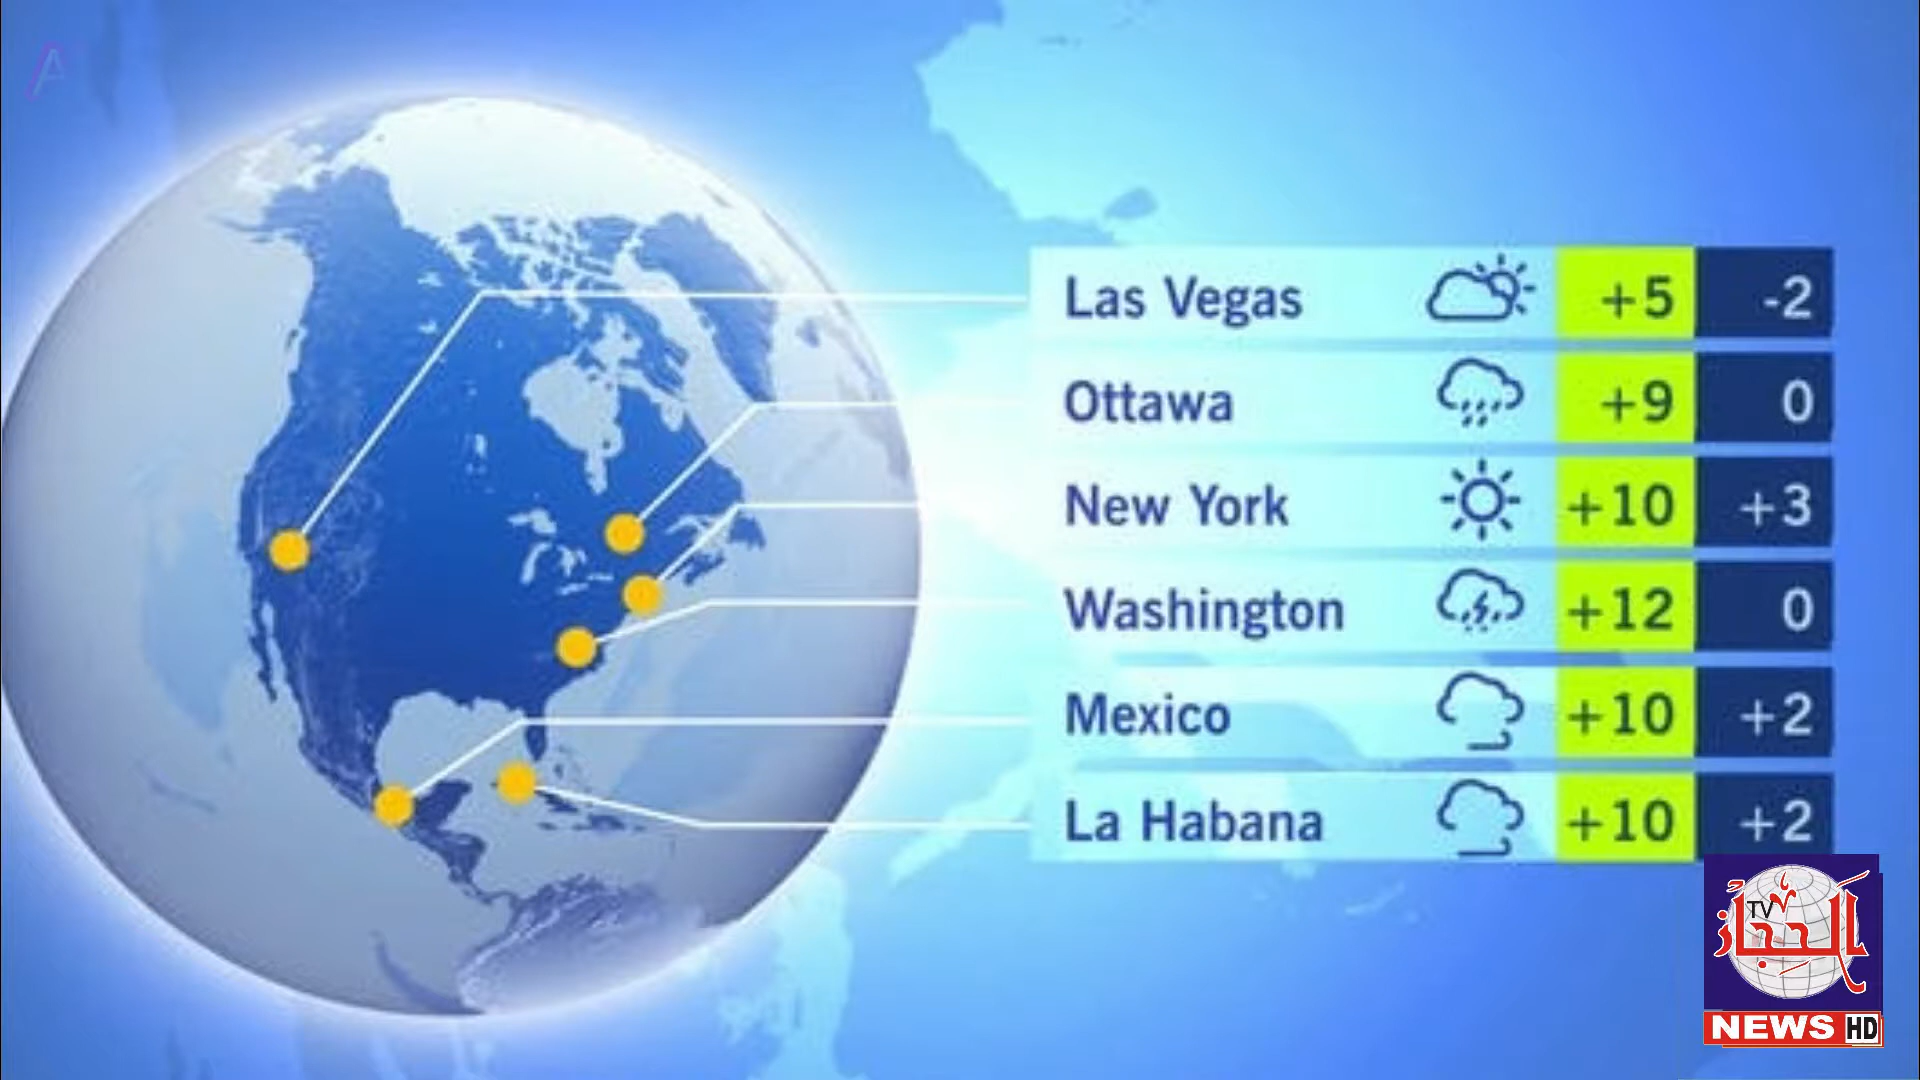 A
Las Vegas +5 -2
Ottawa +9 0
New York +10 +3
Washington +12 0
Mexico +10 +2
La Habana +10 +2
TV
الحجاز
NEWS HD